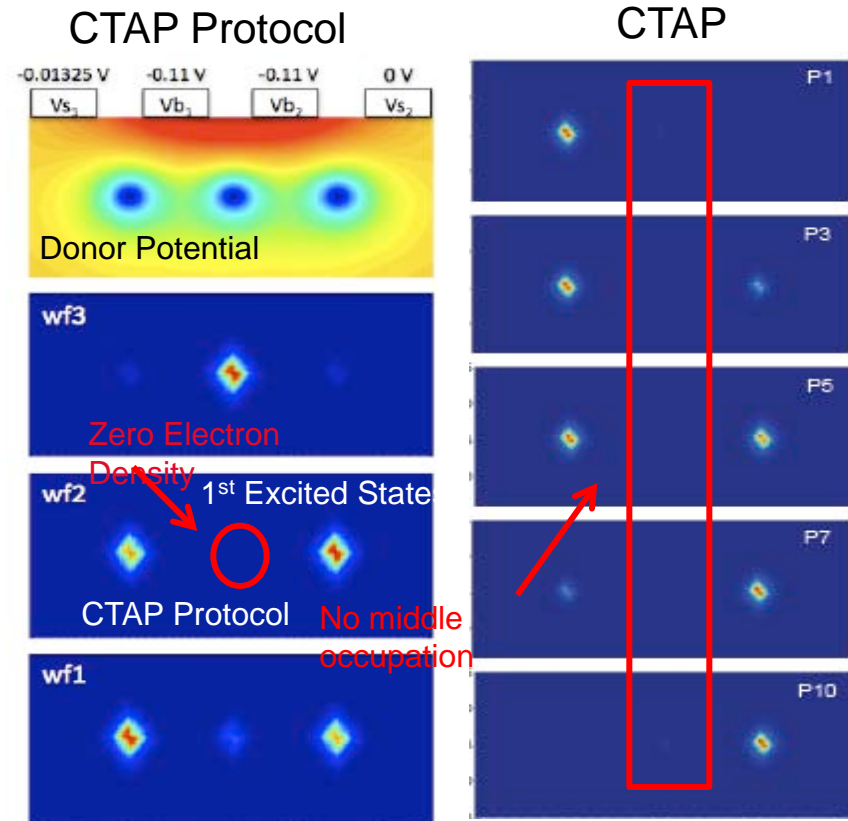 CTAP Protocol
-0.01325 V -0.11 V -0.11 V 0 V
Vs₁ Vb₁ Vb₂ Vs₂
Donor Potential
wf3
Zero Electron
Density
wf2 1st Excited States
CTAP Protocol
wf1
CTAP
P1
P3
P5
P7
No middle
occupation
P10